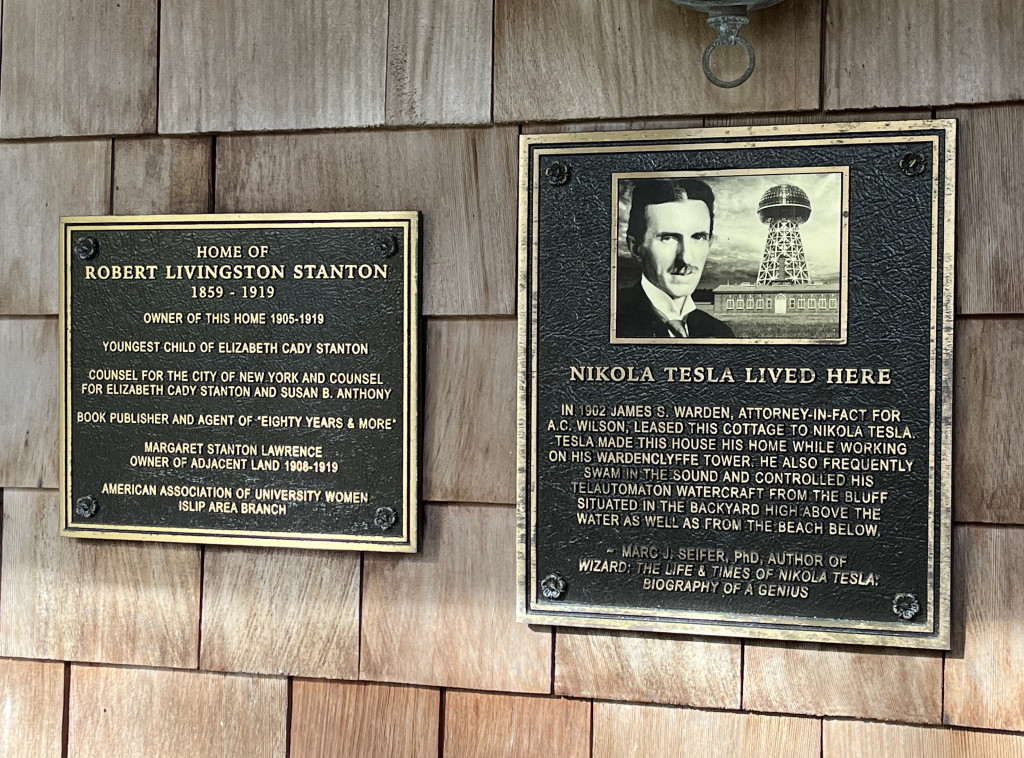 HOME OF
ROBERT LIVINGSTON STANTON
1859 - 1919
OWNER OF THIS HOME 1905-1919
YOUNGEST CHILD OF ELIZABETH CADY STANTON
COUNSEL FOR THE CITY OF NEW YORK AND COUNSEL
FOR ELIZABETH CADY STANTON AND SUSAN B. ANTHONY
BOOK PUBLISHER AND AGENT OF "EIGHTY YEARS & MORE"
MARGARET STANTON LAWRENCE
OWNER OF ADJACENT LAND 1908-1919
AMERICAN ASSOCIATION OF UNIVERSITY WOMEN
ISLIP AREA BRANCH
NIKOLA TESLA LIVED HERE
IN 1902 JAMES S. WARDEN, ATTORNEY-IN-FACT FOR
A.C. WILSON, LEASED THIS COTTAGE TO NIKOLA TESLA.
TESLA MADE THIS HOUSE HIS HOME WHILE WORKING
ON HIS WARDENCLYFFE TOWER. HE ALSO FREQUENTLY
SWAM IN THE SOUND AND CONTROLLED HIS
TELAUTOMATON WATERCRAFT FROM THE BLUFF
SITUATED IN THE BACKYARD HIGH ABOVE THE
WATER AS WELL AS FROM THE BEACH BELOW.
~ MARC J. SEIFER, PhD, AUTHOR OF
WIZARD: THE LIFE & TIMES OF NIKOLA TESLA:
BIOGRAPHY OF A GENIUS